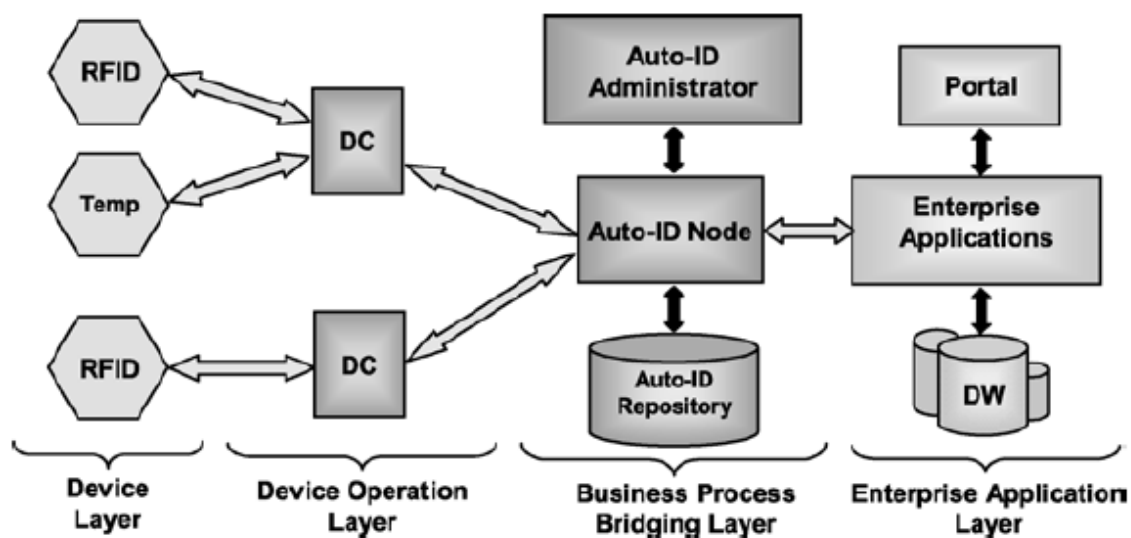 RFID
Temp
RFID
DC
DC
Auto-ID
Administrator
Auto-ID Node
Auto-ID
Repository
Portal
Enterprise
Applications
DW
Device
Layer
Device Operation
Layer
Business Process
Bridging Layer
Enterprise Application
Layer